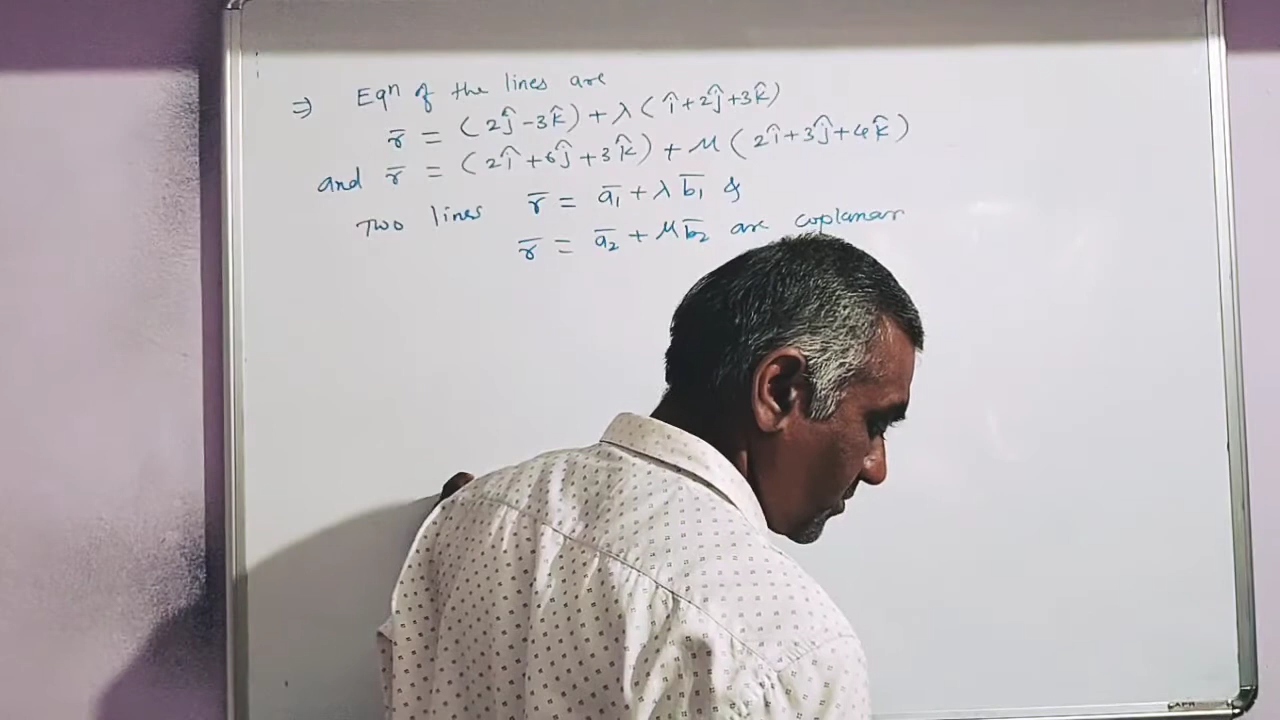 ⇒ Eqn of the lines are
r̄ = (2ĵ - 3k̂) + λ(î + 2ĵ + 3k̂)
and r̄ = (2î + 6ĵ + 3k̂) + μ(2î + 3ĵ + 4k̂)
Two lines r̄ = ā₁ + λb̄₁ &
r̄ = ā₂ + μb̄₂ are coplanar